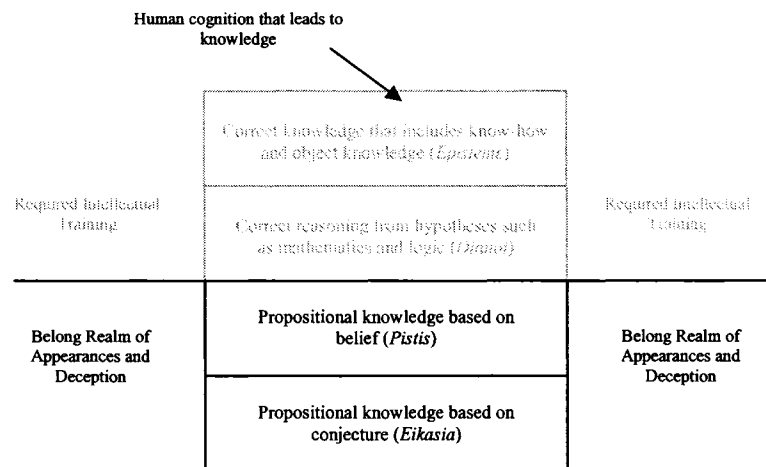 Human cognition that leads to
knowledge
Correct knowledge that includes know-how
and object knowledge (Episteme)
Required Intellectual
Training
Correct reasoning from hypotheses such
as mathematics and logic (Dianoi)
Required Intellectual
Training
Belong Realm of
Appearances and
Deception
Propositional knowledge based on
belief (Pistis)
Belong Realm of
Appearances and
Deception
Propositional knowledge based on
conjecture (Eikasia)